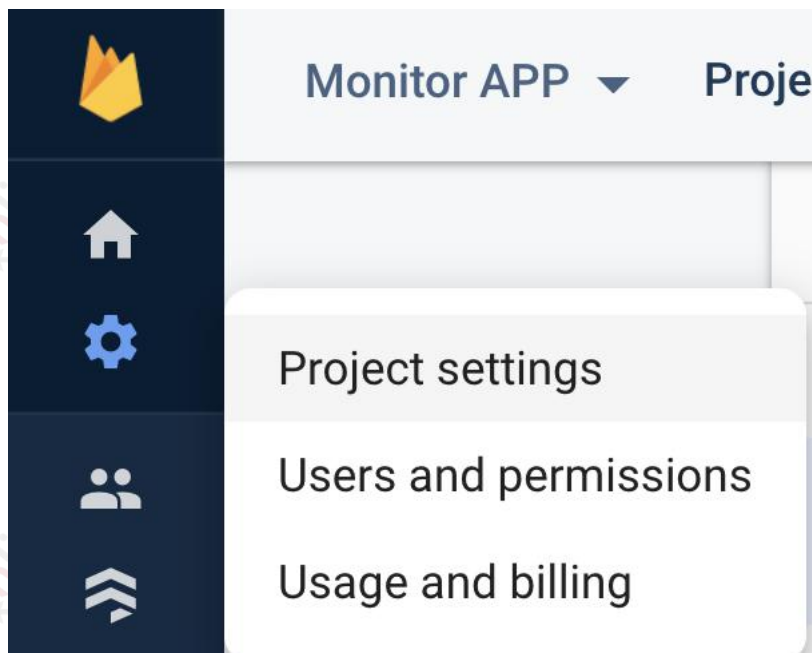 Monitor APP Proje
Project settings
Users and permissions
Usage and billing